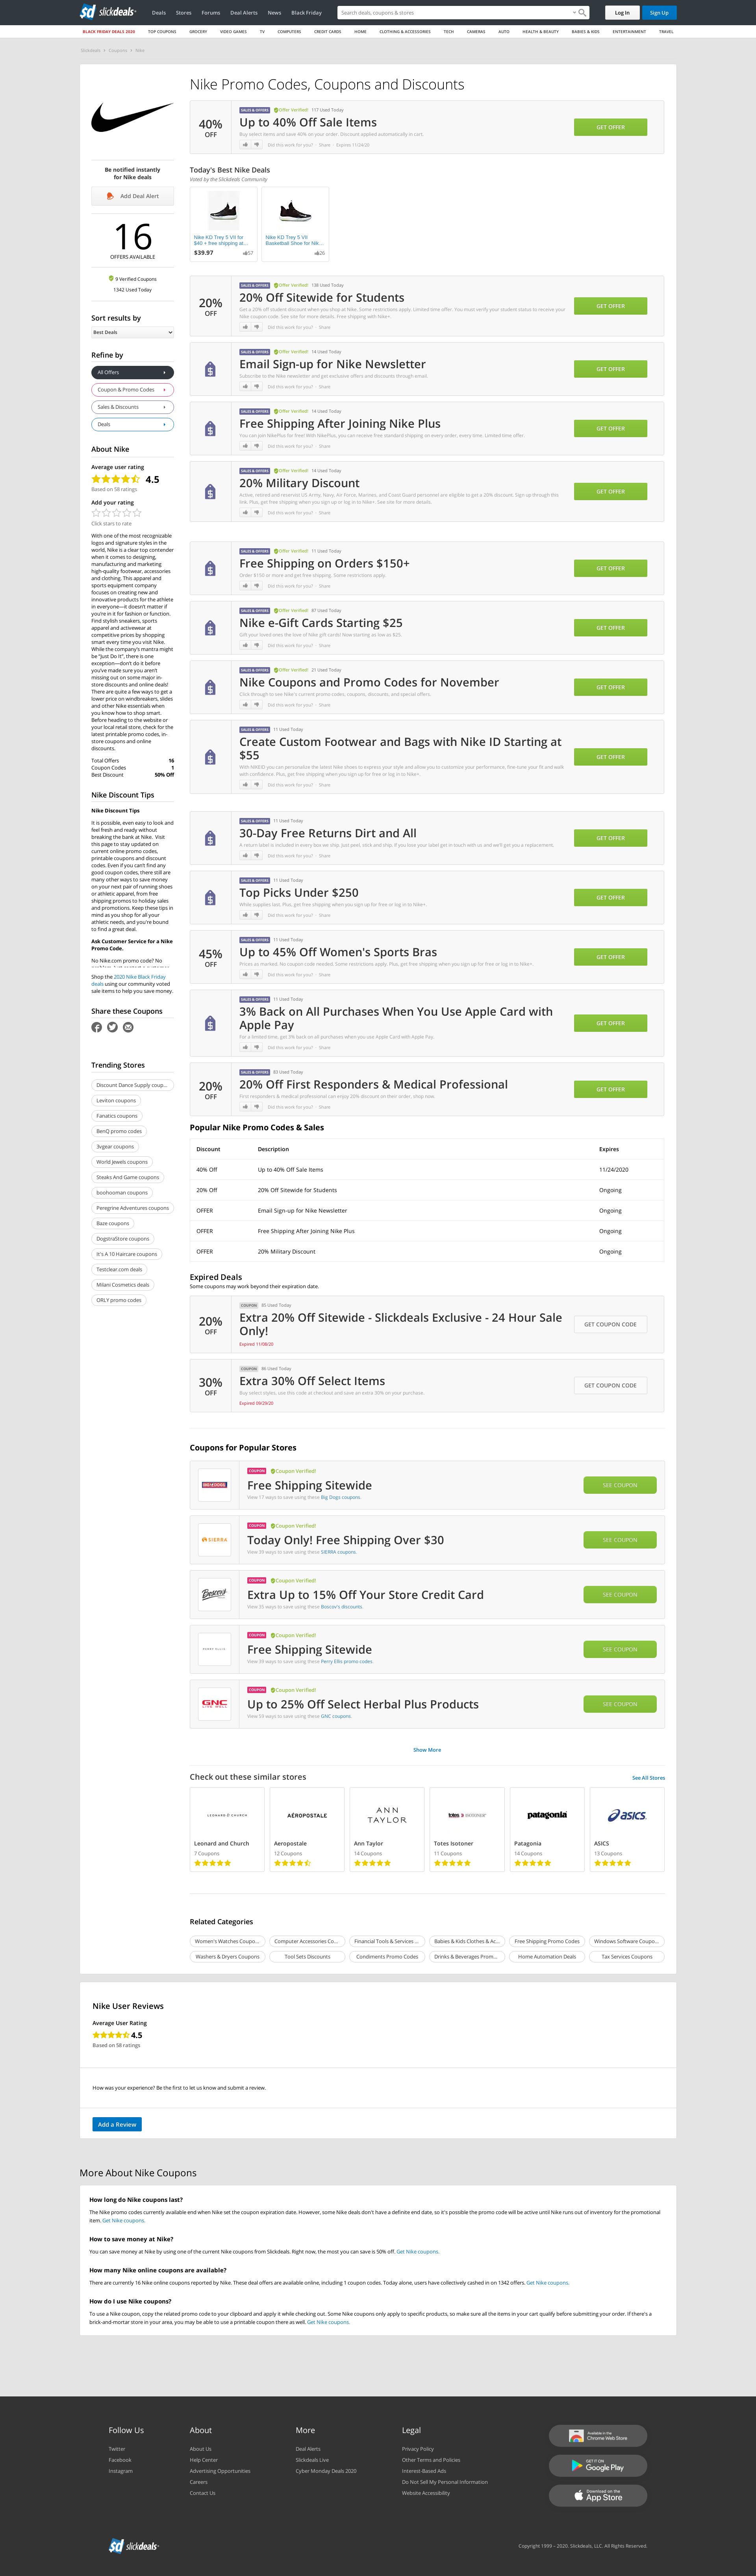 slickdeals
Deals Stores Forums Deal Alerts News Black Friday
Search deals, coupons & stores
Log In Sign Up
BLACK FRIDAY DEALS 2020 TOP COUPONS GROCERY VIDEO GAMES TV COMPUTERS CREDIT CARDS HOME CLOTHING & ACCESSORIES TECH CAMERAS AUTO HEALTH & BEAUTY BABIES & KIDS ENTERTAINMENT TRAVEL
Slickdeals > Coupons > Nike
Be notified instantly
for Nike deals
Add Deal Alert
16
OFFERS AVAILABLE
9 Verified Coupons
1342 Used Today
Sort results by
Best Deals
Refine by
All Offers
Coupon & Promo Codes
Sales & Discounts
Deals
About Nike
Average user rating
4.5
Based on 58 ratings
Add your rating
Click stars to rate
With one of the most recognizable
logos and signature styles in the
world, Nike is a clear top contender
when it comes to designing,
manufacturing and marketing
high-quality footwear, accessories
and clothing. This apparel and
sports equipment company
focuses on creating new and
innovative products for the athlete
in everyone—it doesn't matter if
you're in it for fashion or function.
Find stylish sneakers, sports
apparel and activewear at
competitive prices by shopping
smart every time you visit Nike.
While the company's mantra might
be "Just Do It", there is one
exception—don't do it before
you've made sure you aren't
missing out on some major in-
store discounts and online deals!
There are quite a few ways to get a
lower price on windbreakers, slides
and other Nike essentials when
you know how to shop smart.
Before heading to the website or
your local retail store, check for the
latest printable promo codes, in-
store coupons and online
discounts.
Total Offers 16
Coupon Codes 1
Best Discount 50% Off
Nike Discount Tips
Nike Discount Tips
It is possible, even easy to look and
feel fresh and ready without
breaking the bank at Nike. Visit
this page to stay updated on
current online promo codes,
printable coupons and discount
codes. Even if you can't find any
good coupon codes, there still are
many other ways to save money
on your next pair of running shoes
or athletic apparel, from free
shipping promos to holiday sales
and promotions. Keep these tips in
mind as you shop for all your
athletic needs, and you're bound
to find a great deal.
Ask Customer Service for a Nike
Promo Code.
No Nike.com promo code? No
Shop the 2020 Nike Black Friday
deals using our community voted
sale items to help you save money.
Share these Coupons
Trending Stores
Discount Dance Supply coup...
Leviton coupons
Fanatics coupons
BenQ promo codes
3vgear coupons
World Jewels coupons
Steaks And Game coupons
boohooman coupons
Peregrine Adventures coupons
Baze coupons
DogstraStore coupons
It's A 10 Haircare coupons
Testclear.com deals
Milani Cosmetics deals
ORLY promo codes
Nike Promo Codes, Coupons and Discounts
40%
OFF
SALES & OFFERS Offer Verified! 117 Used Today
Up to 40% Off Sale Items
Buy select items and save 40% on your order. Discount applied automatically in cart.
Did this work for you? · Share · Expires 11/24/20
GET OFFER
Today's Best Nike Deals
Voted by the Slickdeals Community
Nike KD Trey 5 VII for
$40 + free shipping at...
$39.97 57
Nike KD Trey 5 VII
Basketball Shoe for Nik...
26
20%
OFF
SALES & OFFERS Offer Verified! 138 Used Today
20% Off Sitewide for Students
Get a 20% off student discount when you shop at Nike. Some restrictions apply. Limited time offer. You must verify your student status to receive your
Nike coupon code. See site for more details. Free shipping with Nike+.
Did this work for you? · Share
GET OFFER
SALES & OFFERS Offer Verified! 14 Used Today
Email Sign-up for Nike Newsletter
Subscribe to the Nike newsletter and get exclusive offers and discounts through email.
Did this work for you? · Share
GET OFFER
SALES & OFFERS Offer Verified! 14 Used Today
Free Shipping After Joining Nike Plus
You can join NikePlus for free! With NikePlus, you can receive free standard shipping on every order, every time. Limited time offer.
Did this work for you? · Share
GET OFFER
SALES & OFFERS Offer Verified! 14 Used Today
20% Military Discount
Active, retired and reservist US Army, Navy, Air Force, Marines, and Coast Guard personnel are eligible to get a 20% discount. Sign up through this
link. Plus, get free shipping when you sign up or log in to Nike+. See site for more details.
Did this work for you? · Share
GET OFFER
SALES & OFFERS Offer Verified! 11 Used Today
Free Shipping on Orders $150+
Order $150 or more and get free shipping. Some restrictions apply.
Did this work for you? · Share
GET OFFER
SALES & OFFERS Offer Verified! 87 Used Today
Nike e-Gift Cards Starting $25
Gift your loved ones the love of Nike gift cards! Now starting as low as $25.
Did this work for you? · Share
GET OFFER
SALES & OFFERS Offer Verified! 21 Used Today
Nike Coupons and Promo Codes for November
Click through to see Nike's current promo codes, coupons, discounts, and special offers.
Did this work for you? · Share
GET OFFER
SALES & OFFERS 11 Used Today
Create Custom Footwear and Bags with Nike ID Starting at
$55
With NIKEiD you can personalize the latest Nike shoes to express your style and allow you to customise your performance, fine-tune your fit and walk
with confidence. Plus, get free shipping when you sign up for free or log in to Nike+.
Did this work for you? · Share
GET OFFER
SALES & OFFERS 11 Used Today
30-Day Free Returns Dirt and All
A return label is included in every box we ship. Just peel, stick and ship. If you lose your label get in touch with us and we'll get you a replacement.
Did this work for you? · Share
GET OFFER
SALES & OFFERS 11 Used Today
Top Picks Under $250
While supplies last. Plus, get free shipping when you sign up for free or log in to Nike+.
Did this work for you? · Share
GET OFFER
45%
OFF
SALES & OFFERS 11 Used Today
Up to 45% Off Women's Sports Bras
Prices as marked. No coupon code needed. Some restrictions apply. Plus, get free shipping when you sign up for free or log in to Nike+.
Did this work for you? · Share
GET OFFER
SALES & OFFERS 11 Used Today
3% Back on All Purchases When You Use Apple Card with
Apple Pay
For a limited time, get 3% back on all purchases when you use Apple Card with Apple Pay.
Did this work for you? · Share
GET OFFER
20%
OFF
SALES & OFFERS 83 Used Today
20% Off First Responders & Medical Professional
First responders & medical professional can enjoy 20% discount on their order, shop now.
Did this work for you? · Share
GET OFFER
Popular Nike Promo Codes & Sales
Discount Description Expires
40% Off Up to 40% Off Sale Items 11/24/2020
20% Off 20% Off Sitewide for Students Ongoing
OFFER Email Sign-up for Nike Newsletter Ongoing
OFFER Free Shipping After Joining Nike Plus Ongoing
OFFER 20% Military Discount Ongoing
Expired Deals
Some coupons may work beyond their expiration date.
20%
OFF
COUPON 65 Used Today
Extra 20% Off Sitewide - Slickdeals Exclusive - 24 Hour Sale
Only!
Expired 11/08/20
GET COUPON CODE
30%
OFF
COUPON 88 Used Today
Extra 30% Off Select Items
Buy select styles, use this code at checkout and save an extra 30% on your purchase.
Expired 09/29/20
GET COUPON CODE
Coupons for Popular Stores
COUPON Coupon Verified!
Free Shipping Sitewide
View 17 ways to save using these Big Dogs coupons.
SEE COUPON
SIERRA
COUPON Coupon Verified!
Today Only! Free Shipping Over $30
View 39 ways to save using these SIERRA coupons.
SEE COUPON
Boscov's
COUPON Coupon Verified!
Extra Up to 15% Off Your Store Credit Card
View 55 ways to save using these Boscov's discounts.
SEE COUPON
PERRY ELLIS
COUPON Coupon Verified!
Free Shipping Sitewide
View 39 ways to save using these Perry Ellis promo codes.
SEE COUPON
GNC
LIVE WELL
COUPON Coupon Verified!
Up to 25% Off Select Herbal Plus Products
View 59 ways to save using these GNC coupons.
SEE COUPON
Show More
Check out these similar stores
See All Stores
LEONARD & CHURCH
Leonard and Church
7 Coupons
AÉROPOSTALE
Aeropostale
12 Coupons
ANN
TAYLOR
Ann Taylor
14 Coupons
totes ISOTONER
Totes Isotoner
11 Coupons
patagonia
Patagonia
14 Coupons
asics
ASICS
13 Coupons
Related Categories
Women's Watches Coupo... Computer Accessories Co... Financial Tools & Services ... Babies & Kids Clothes & Ac... Free Shipping Promo Codes Windows Software Coupo...
Washers & Dryers Coupons Tool Sets Discounts Condiments Promo Codes Drinks & Beverages Prom... Home Automation Deals Tax Services Coupons
Nike User Reviews
Average User Rating
4.5
Based on 58 ratings
How was your experience? Be the first to let us know and submit a review.
Add a Review
More About Nike Coupons
How long do Nike coupons last?
The Nike promo codes currently available end when Nike set the coupon expiration date. However, some Nike deals don't have a definite end date, so it's possible the promo code will be active until Nike runs out of inventory for the promotional
item. Get Nike coupons.
How to save money at Nike?
You can save money at Nike by using one of the current Nike coupons from Slickdeals. Right now, the most you can save is 50% off. Get Nike coupons.
How many Nike online coupons are available?
There are currently 16 Nike online coupons reported by Nike. These deal offers are available online, including 1 coupon codes. Today alone, users have collectively cashed in on 1342 offers. Get Nike coupons.
How do I use Nike coupons?
To use a Nike coupon, copy the related promo code to your clipboard and apply it while checking out. Some Nike coupons only apply to specific products, so make sure all the items in your cart qualify before submitting your order. If there's a
brick-and-mortar store in your area, you may be able to use a printable coupon there as well. Get Nike coupons.
Follow Us
Twitter
Facebook
Instagram
About
About Us
Help Center
Advertising Opportunities
Careers
Contact Us
More
Deal Alerts
Slickdeals Live
Cyber Monday Deals 2020
Legal
Privacy Policy
Other Terms and Policies
Interest-Based Ads
Do Not Sell My Personal Information
Website Accessibility
Available in the
Chrome Web Store
GET IT ON
Google Play
Download on the
App Store
slickdeals
Copyright 1999 - 2020. Slickdeals, LLC. All Rights Reserved.